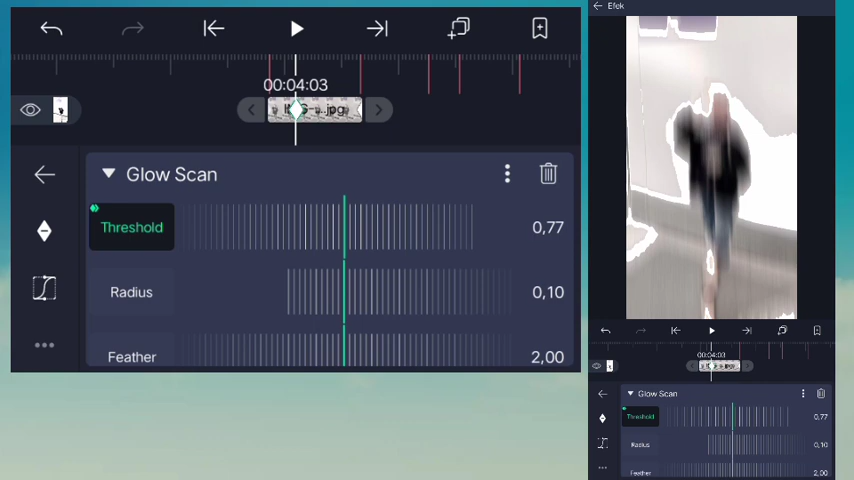 00:04:03
Glow Scan
Threshold
0,77
Radius
0,10
Feather
2,00
Efek
00:04:03
Glow Scan
Threshold
0,77
Radius
0,10
Feather
2,00